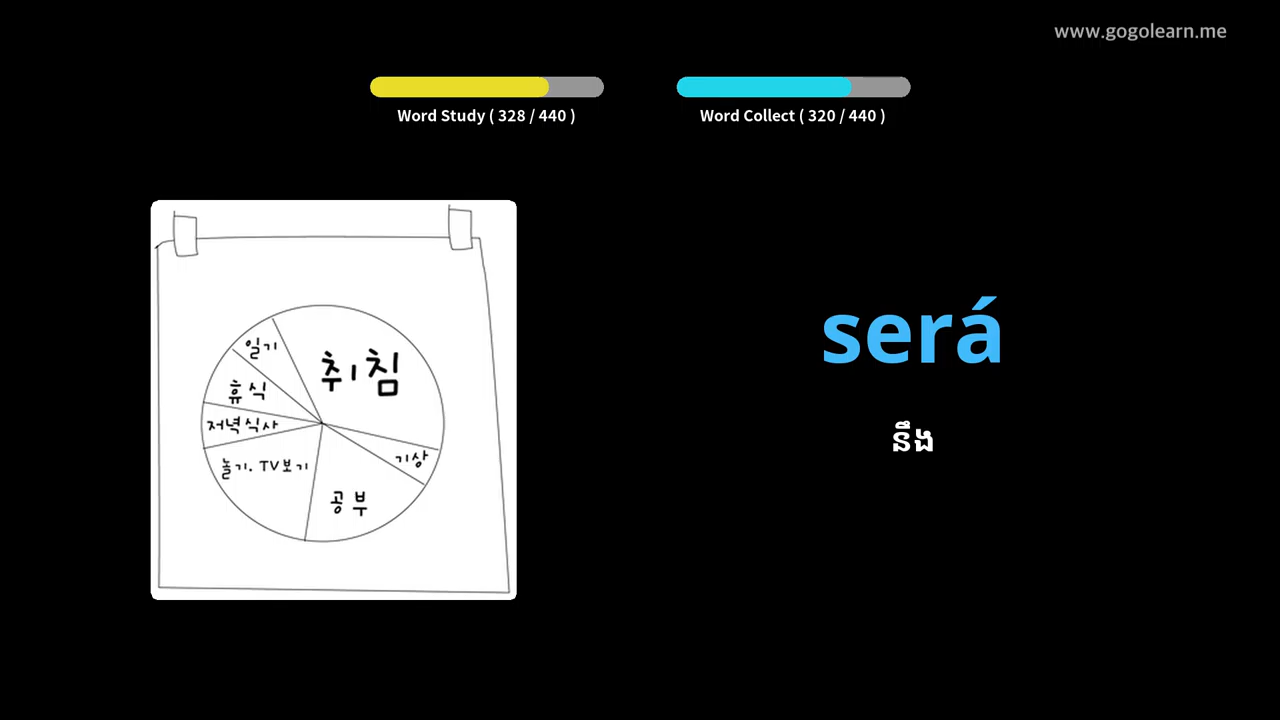 www.gogolearn.me
Word Study ( 328 / 440 )
Word Collect ( 320 / 440 )
일기
취침
휴식
저녁식사
놀기. TV보기
기상
공부
será
នឹង